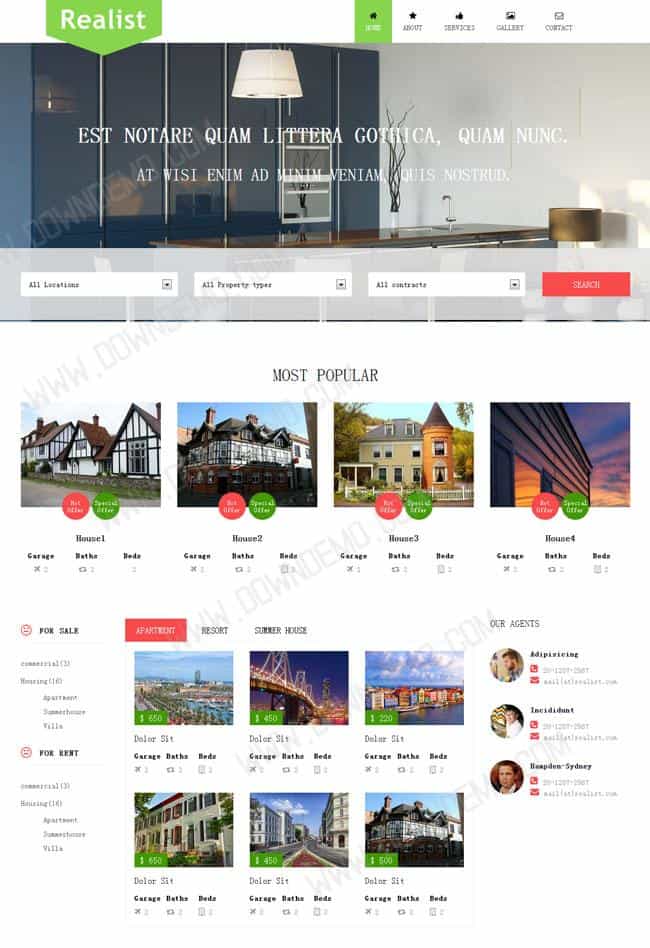 Realist
HOME ABOUT SERVICES GALLERY CONTACT
EST NOTARE QUAM LITTERA GOTHICA, QUAM NUNC.
AT WISI ENIM AD MINIM VENIAM, QUIS NOSTRUD.
All Locations All Property types All contracts SEARCH
MOST POPULAR
Hot Offer Special Offer Hot Offer Special Offer Hot Offer Special Offer Hot Offer Special Offer
House1 House2 House3 House4
Garage Baths Beds Garage Baths Beds Garage Baths Beds Garage Baths Beds
2 2 2 2 2 2 2 2 2 2 2 2
FOR SALE
commercial(3)
Housing(16)
Apartment
Summerhouse
Villa
FOR RENT
commercial(3)
Housing(16)
Apartment
Summerhouse
Villa
APARTMENT RESORT SUMMER HOUSE
$ 650 $ 450 $ 220
Dolor Sit Dolor Sit Dolor Sit
Garage Baths Beds Garage Baths Beds Garage Baths Beds
2 2 2 2 2 2 2 2 2
$ 650 $ 450 $ 500
Dolor Sit Dolor Sit Dolor Sit
Garage Baths Beds Garage Baths Beds Garage Baths Beds
2 2 2 2 2 2 2 2 2
OUR AGENTS
Adipisicing
mail(at)realist.com
Incididunt
mail(at)realist.com
Hampden-Sydney
mail(at)realist.com
WWW.DOWNDEMO.COM